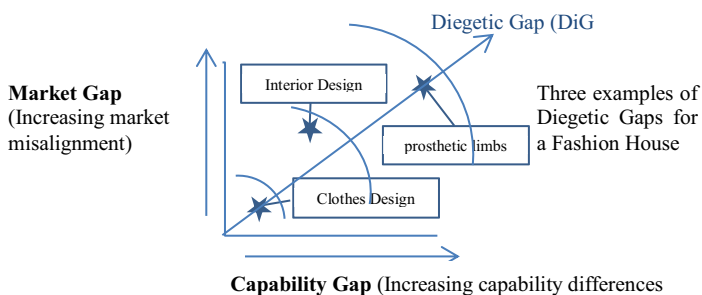 Diegetic Gap (DiG
Market Gap
(Increasing market
misalignment)
Interior Design
Three examples of
Diegetic Gaps for
a Fashion House
prosthetic limbs
Clothes Design
Capability Gap (Increasing capability differences